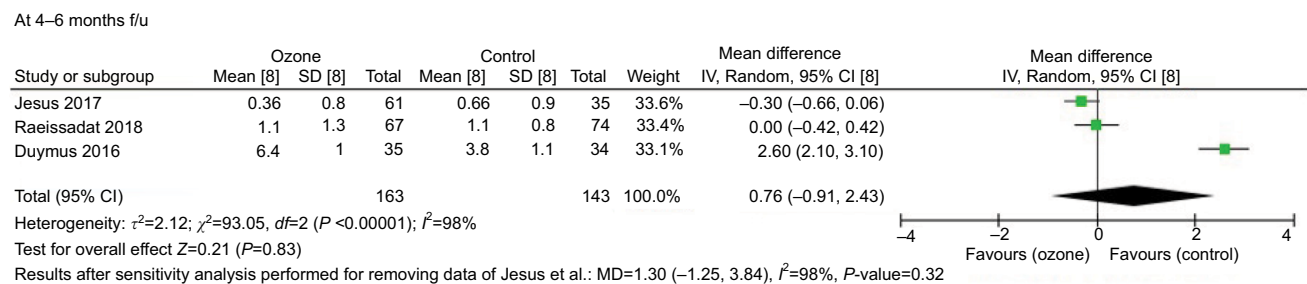 At 4–6 months f/u
Ozone Control Mean difference Mean difference
Study or subgroup Mean [8] SD [8] Total Mean [8] SD [8] Total Weight IV, Random, 95% CI [8] IV, Random, 95% CI [8]
Jesus 2017 0.36 0.8 61 0.66 0.9 35 33.6% –0.30 (–0.66, 0.06)
Raeissadat 2018 1.1 1.3 67 1.1 0.8 74 33.4% 0.00 (–0.42, 0.42)
Duymus 2016 6.4 1 35 3.8 1.1 34 33.1% 2.60 (2.10, 3.10)
Total (95% CI) 163 143 100.0% 0.76 (–0.91, 2.43)
Heterogeneity: τ²=2.12; χ²=93.05, df=2 (P <0.00001); I²=98%
–4 –2 0 2 4
Test for overall effect Z=0.21 (P=0.83)
Favours (ozone) Favours (control)
Results after sensitivity analysis performed for removing data of Jesus et al.: MD=1.30 (–1.25, 3.84), I²=98%, P-value=0.32